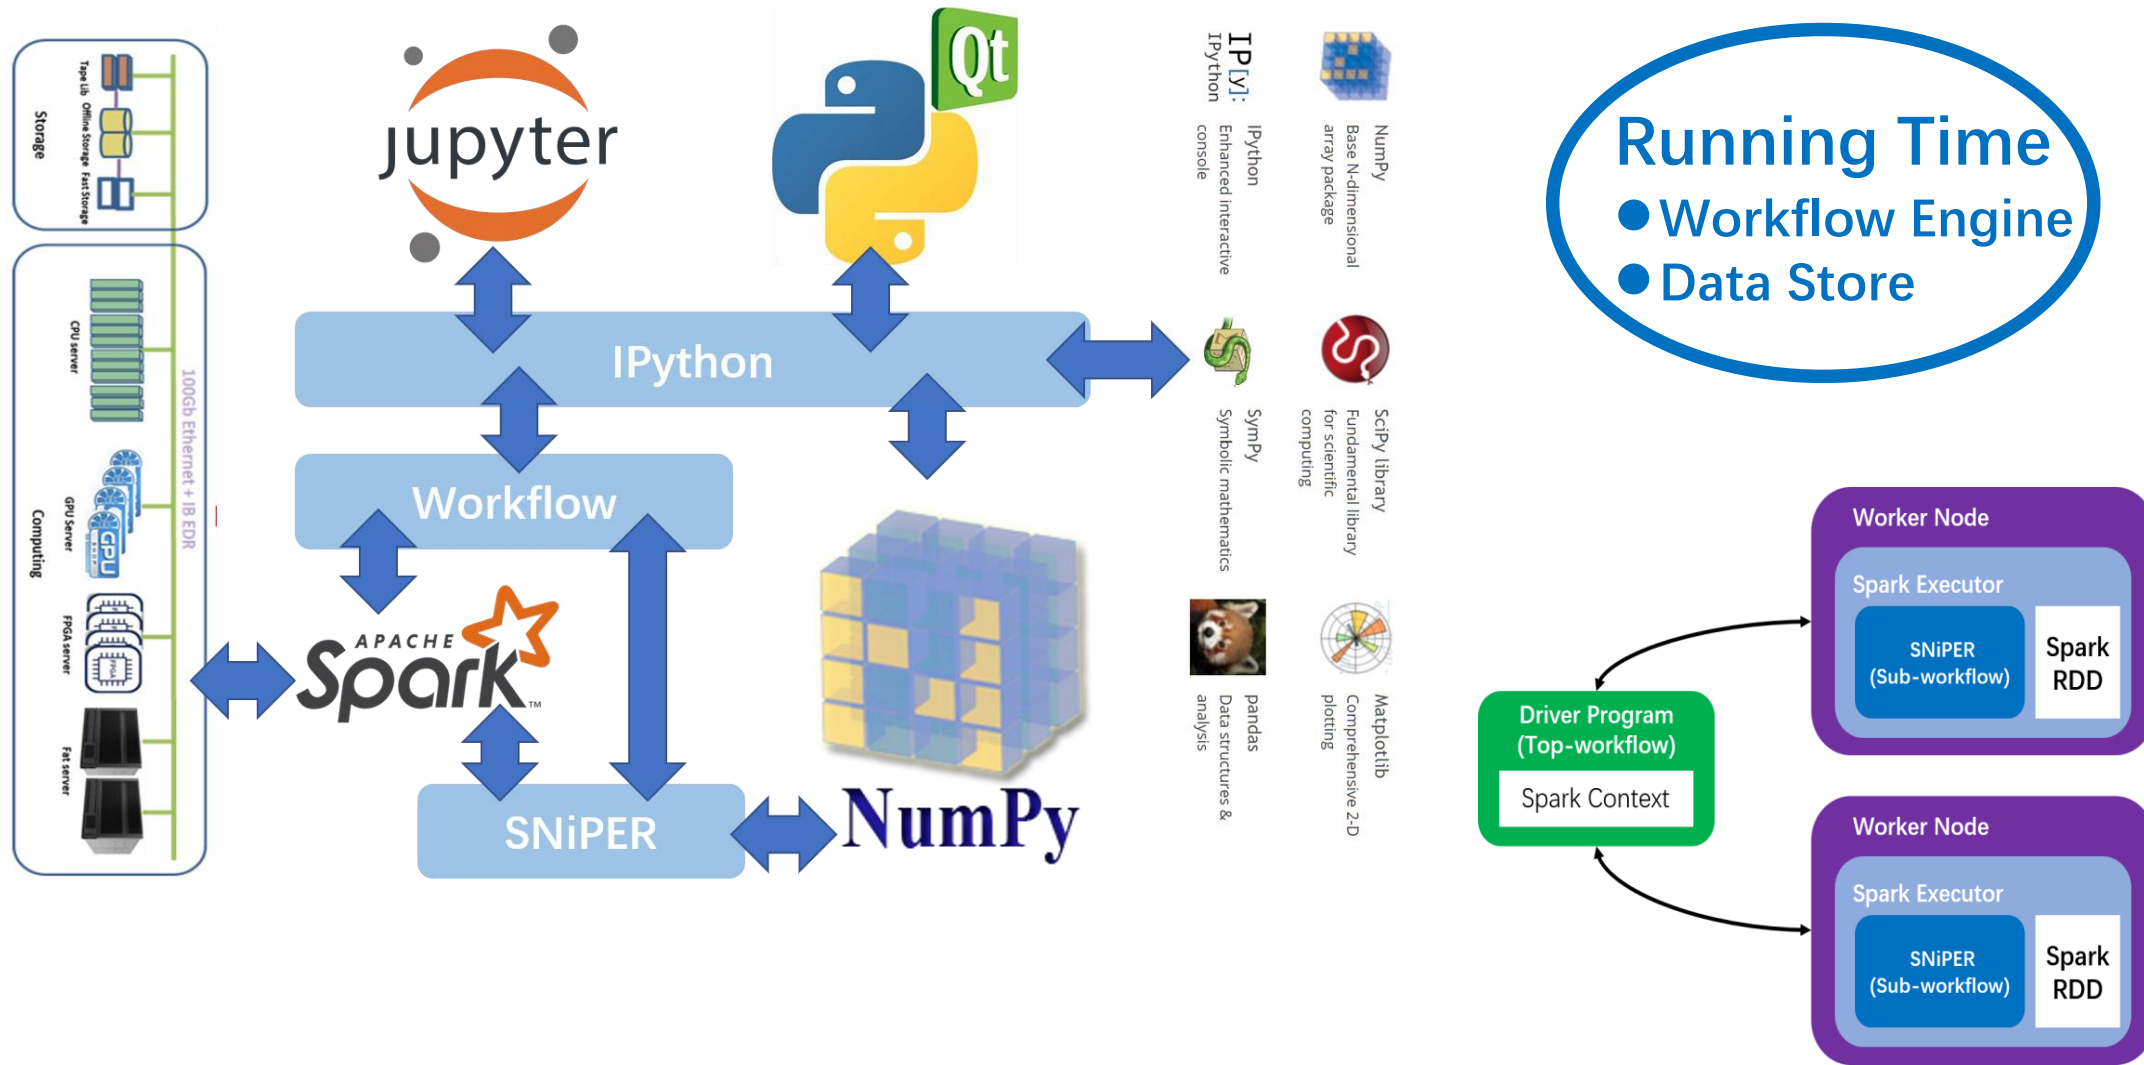 Storage
Tape Lib
Offline Storage
Fast Storage
CPU server
GPU Server
GPU
FPGA server
FPGA
Fat server
Computing
100Gb Ethernet + IB EDR
jupyter
Qt
IPython
Workflow
APACHE
Spark
TM
SNiPER
NumPy
IP[y]:
IPython
IPython
Enhanced interactive
console
NumPy
Base N-dimensional
array package
SymPy
Symbolic mathematics
SciPy library
Fundamental library
for scientific
computing
pandas
Data structures &
analysis
Matplotlib
Comprehensive 2-D
plotting
Running Time
● Workflow Engine
● Data Store
Driver Program
(Top-workflow)
Spark Context
Worker Node
Spark Executor
SNiPER
(Sub-workflow)
Spark
RDD
Worker Node
Spark Executor
SNiPER
(Sub-workflow)
Spark
RDD